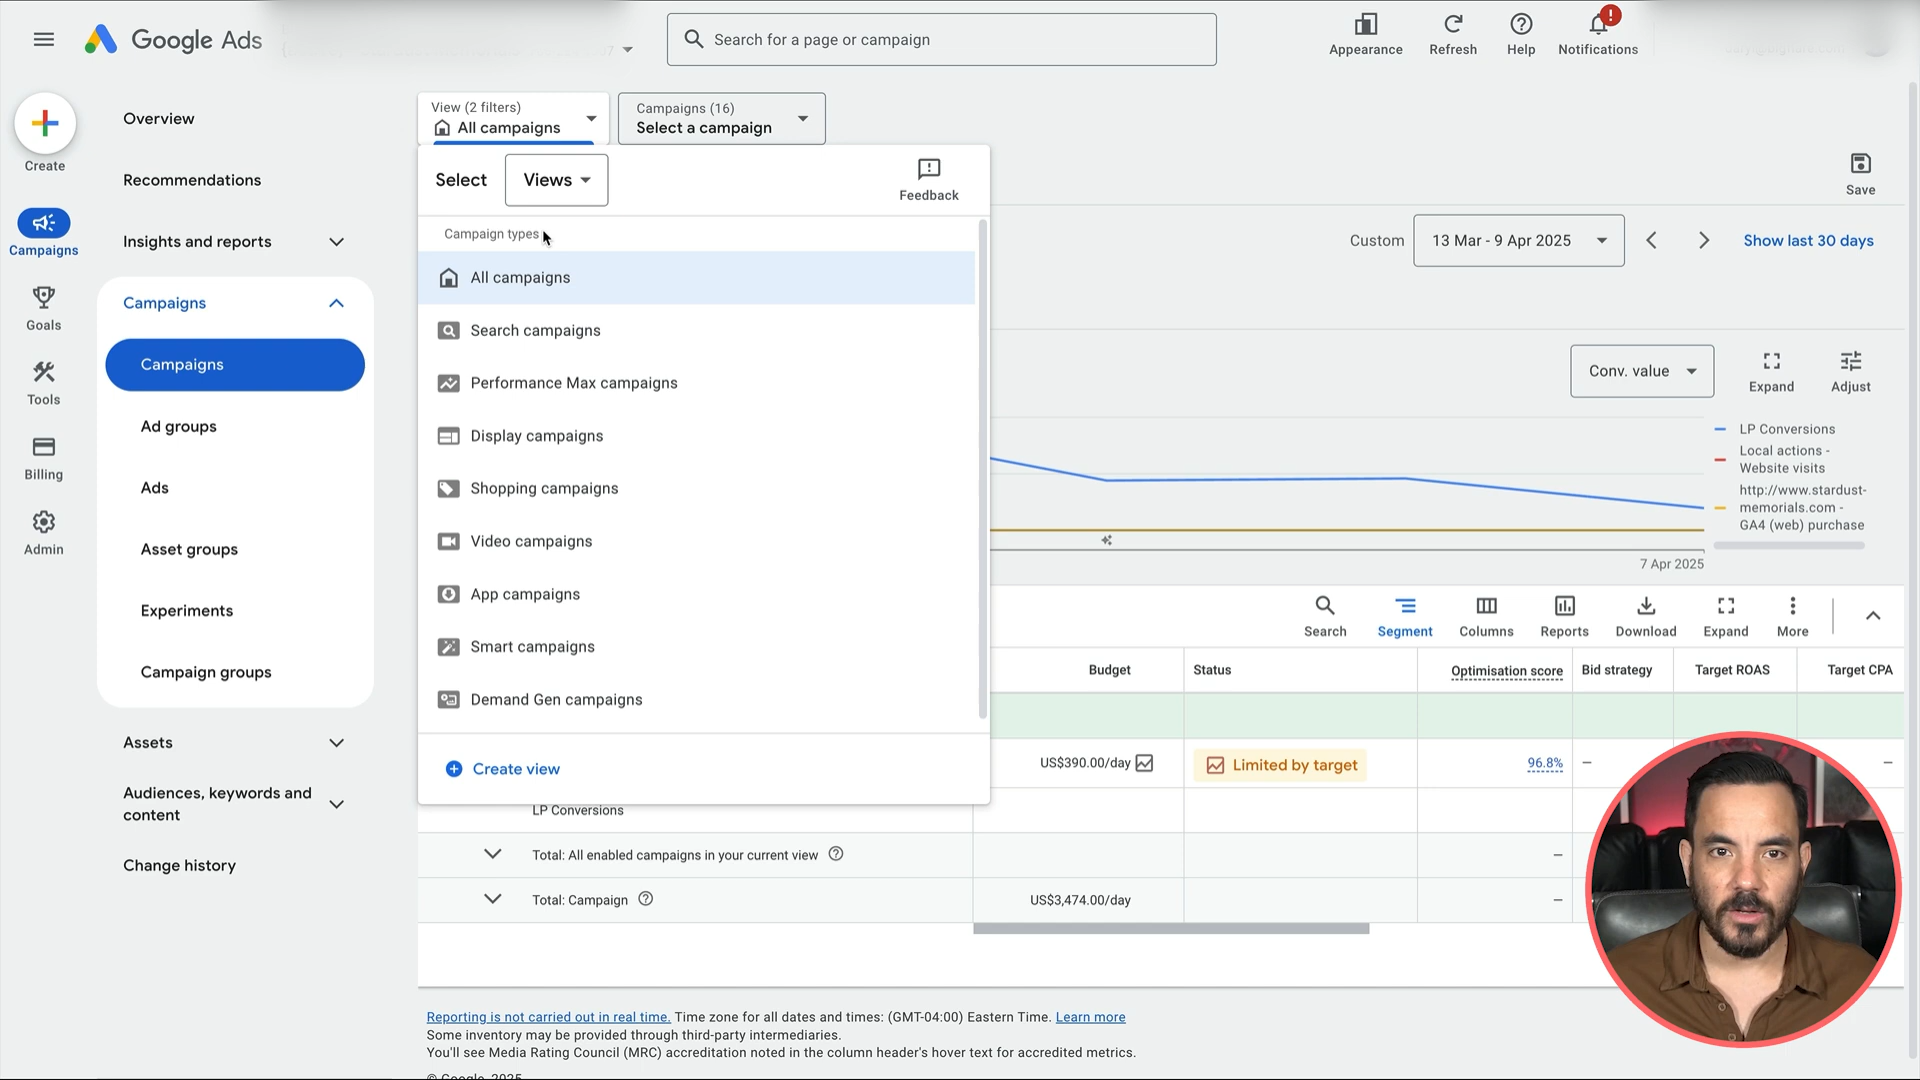 Google Ads
Search for a page or campaign
Appearance
Refresh
Help
Notifications
Create
Campaigns
Goals
Tools
Billing
Admin
Overview
Recommendations
Insights and reports
Campaigns
Campaigns
Ad groups
Ads
Asset groups
Experiments
Campaign groups
Assets
Audiences, keywords and
content
Change history
View (2 filters)
All campaigns
Campaigns (16)
Select a campaign
Select
Views
Feedback
Campaign types
All campaigns
Search campaigns
Performance Max campaigns
Display campaigns
Shopping campaigns
Video campaigns
App campaigns
Smart campaigns
Demand Gen campaigns
Create view
Save
Custom
13 Mar - 9 Apr 2025
Show last 30 days
Conv. value
Expand
Adjust
LP Conversions
Local actions -
Website visits
http://www.stardust-
memorials.com -
GA4 (web) purchase
7 Apr 2025
Search
Segment
Columns
Reports
Download
Expand
More
Budget
Status
Optimisation score
Bid strategy
Target ROAS
Target CPA
US$390.00/day
Limited by target
96.8%
–
–
LP Conversions
Total: All enabled campaigns in your current view
–
Total: Campaign
US$3,474.00/day
–
Reporting is not carried out in real time. Time zone for all dates and times: (GMT-04:00) Eastern Time. Learn more
Some inventory may be provided through third-party intermediaries.
You'll see Media Rating Council (MRC) accreditation noted in the column header's hover text for accredited metrics.
© Google, 2025